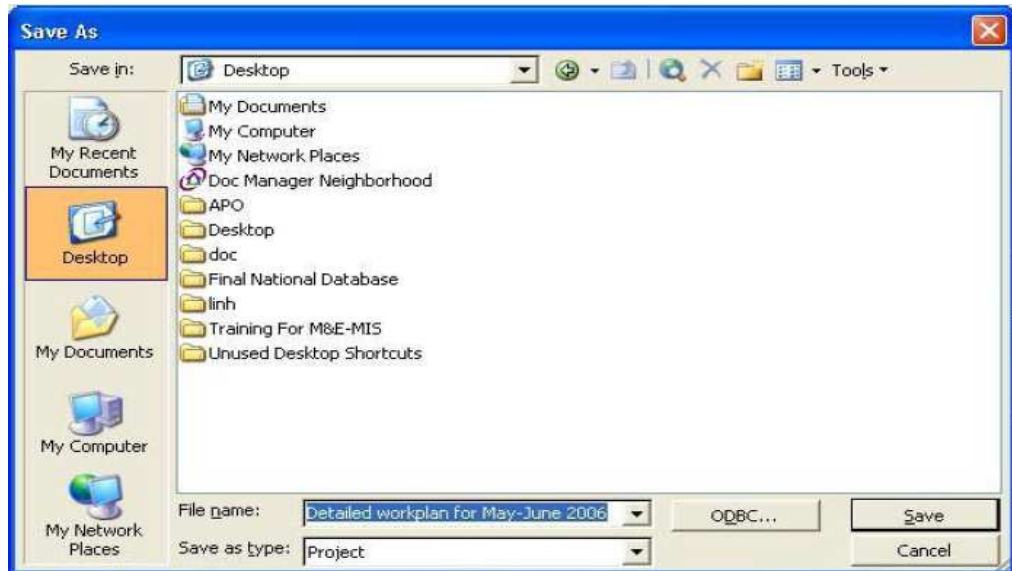 Save As
Save in:
Desktop
Tools
My Recent
Documents
Desktop
My Documents
My Computer
My Network
Places
My Documents
My Computer
My Network Places
Doc Manager Neighborhood
APO
Desktop
doc
Final National Database
linh
Training For M&E-MIS
Unused Desktop Shortcuts
File name:
Detailed workplan for May-June 2006
ODBC...
Save
Save as type:
Project
Cancel